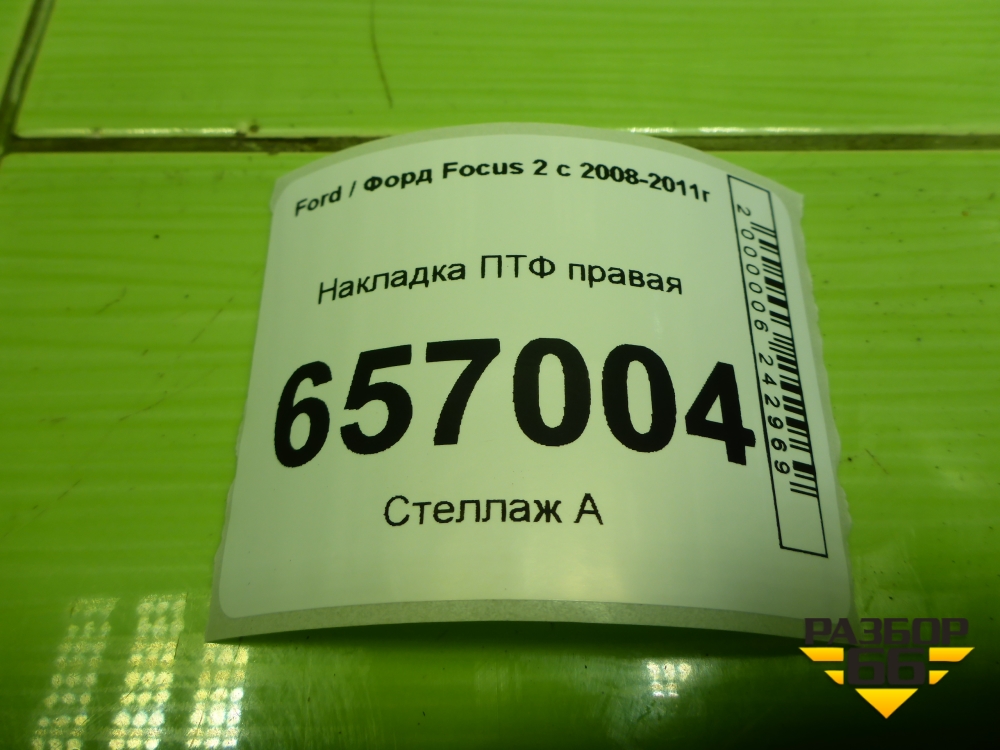 Ford / Форд Focus 2 с 2008-2011г
Накладка ПТФ правая
657004
Стеллаж А
2000006242969
РАЗБОР
66